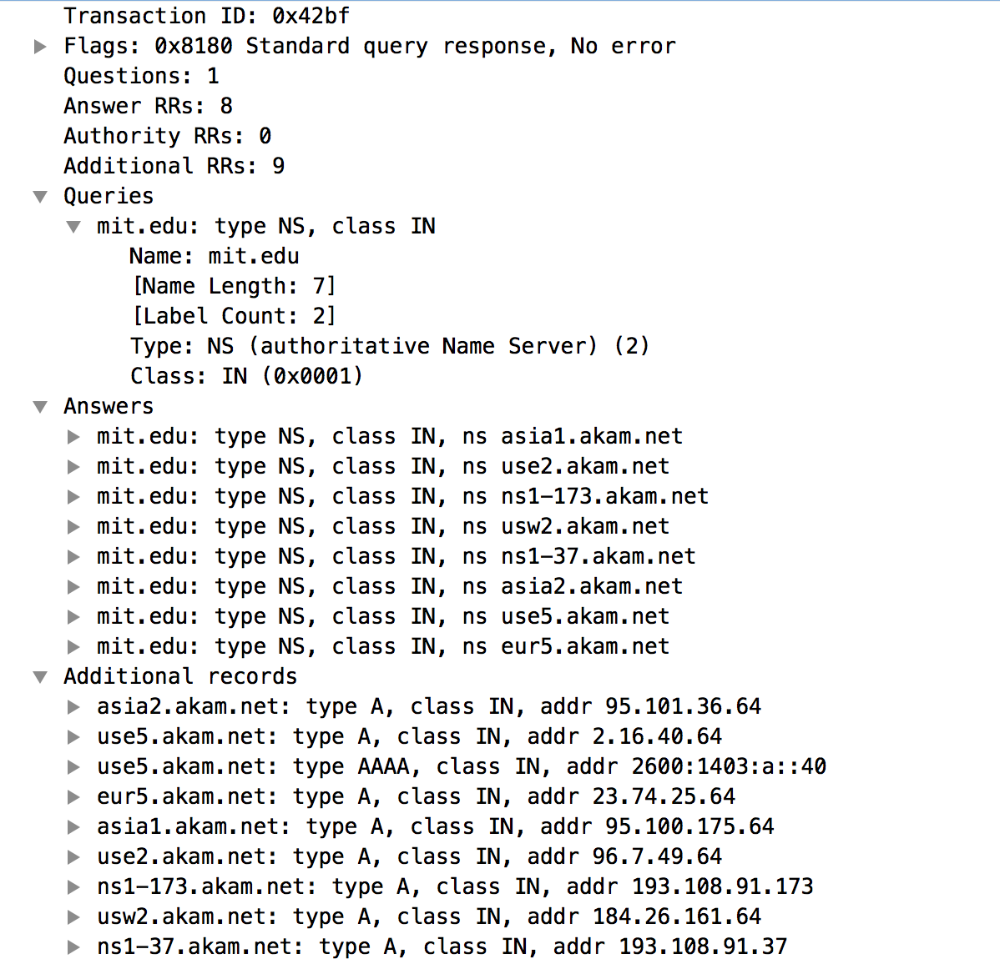 Transaction ID: 0x42bf
Flags: 0x8180 Standard query response, No error
Questions: 1
Answer RRs: 8
Authority RRs: 0
Additional RRs: 9
Queries
mit.edu: type NS, class IN
Name: mit.edu
[Name Length: 7]
[Label Count: 2]
Type: NS (authoritative Name Server) (2)
Class: IN (0x0001)
Answers
mit.edu: type NS, class IN, ns asia1.akam.net
mit.edu: type NS, class IN, ns use2.akam.net
mit.edu: type NS, class IN, ns ns1-173.akam.net
mit.edu: type NS, class IN, ns usw2.akam.net
mit.edu: type NS, class IN, ns ns1-37.akam.net
mit.edu: type NS, class IN, ns asia2.akam.net
mit.edu: type NS, class IN, ns use5.akam.net
mit.edu: type NS, class IN, ns eur5.akam.net
Additional records
asia2.akam.net: type A, class IN, addr 95.101.36.64
use5.akam.net: type A, class IN, addr 2.16.40.64
use5.akam.net: type AAAA, class IN, addr 2600:1403:a::40
eur5.akam.net: type A, class IN, addr 23.74.25.64
asia1.akam.net: type A, class IN, addr 95.100.175.64
use2.akam.net: type A, class IN, addr 96.7.49.64
ns1-173.akam.net: type A, class IN, addr 193.108.91.173
usw2.akam.net: type A, class IN, addr 184.26.161.64
ns1-37.akam.net: type A, class IN, addr 193.108.91.37